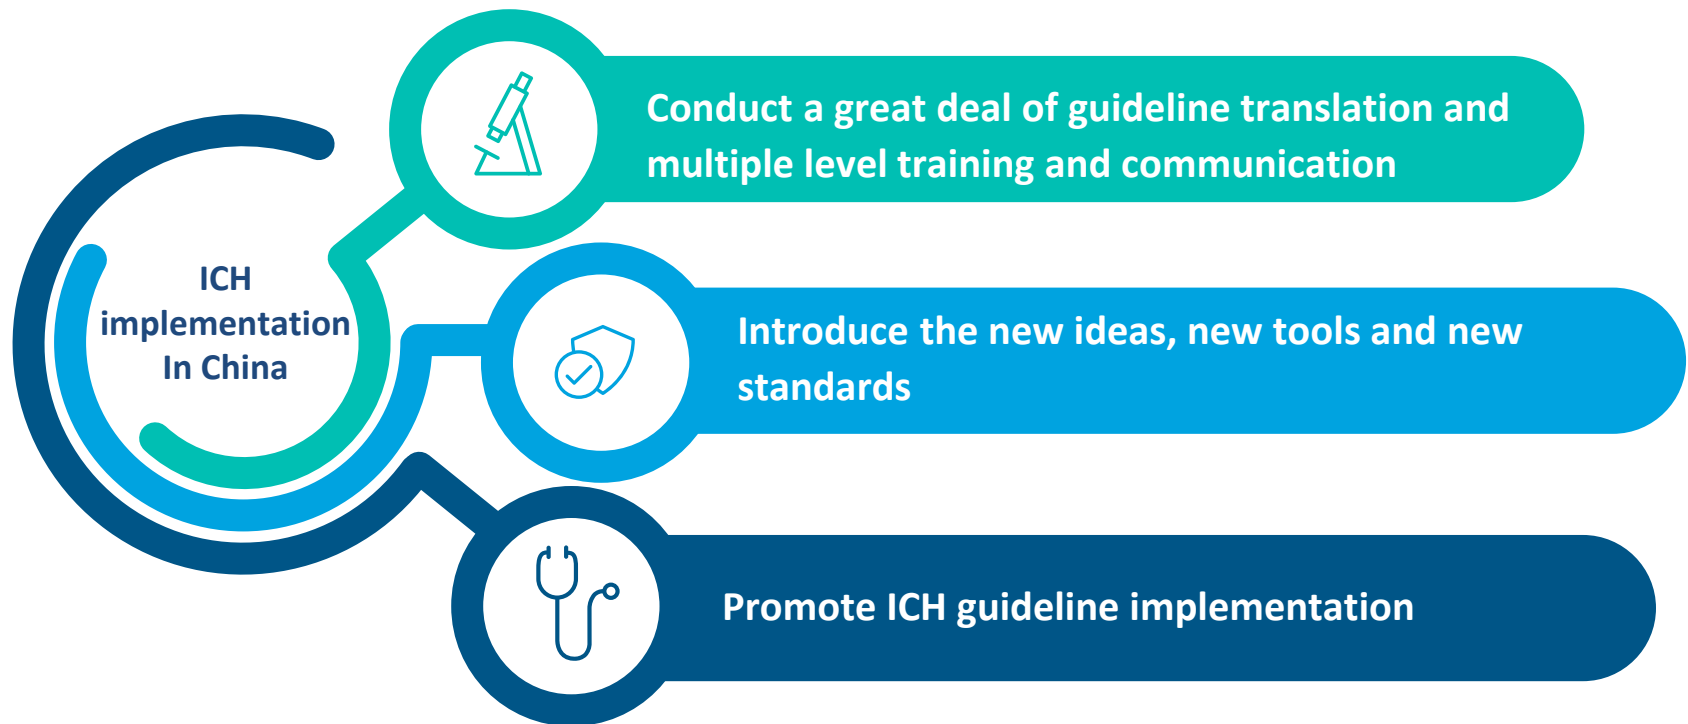 Conduct a great deal of guideline translation and
multiple level training and communication
ICH
implementation
In China
Introduce the new ideas, new tools and new
standards
Promote ICH guideline implementation